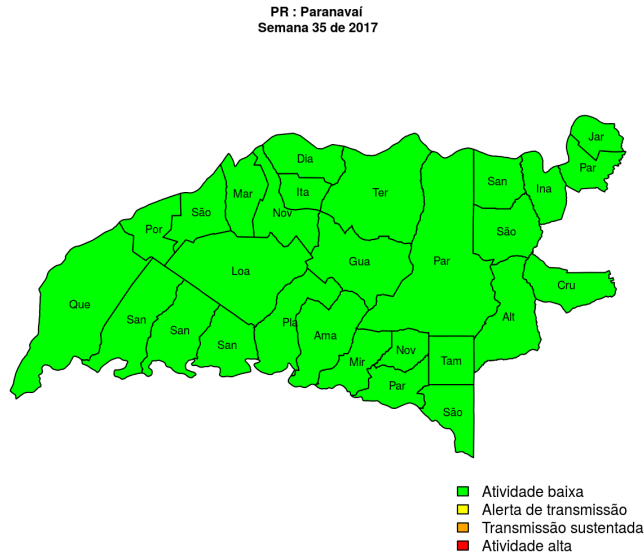 PR : Paranavaí
Semana 35 de 2017
Jar
Par
Dia
San
Ina
Ita
Ter
Mar
São
Nov
Por
São
Gua
Par
Loa
Cru
Que
San
Pla
Alt
San
Ama
San
Nov
Mir
Tam
Par
São
Atividade baixa
Alerta de transmissão
Transmissão sustentada
Atividade alta